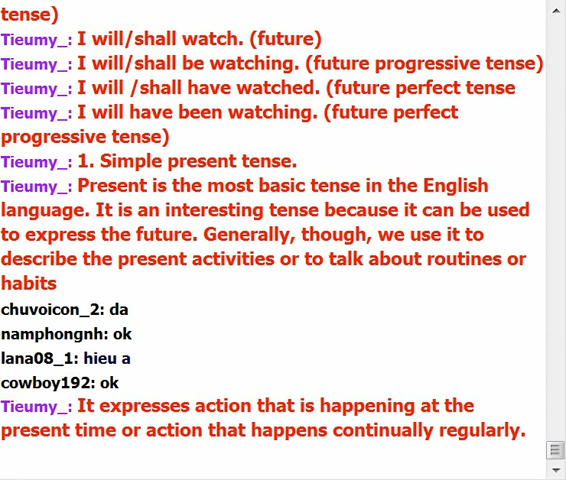 tense)
Tieumy_: I will/shall watch. (future)
Tieumy_: I will/shall be watching. (future progressive tense)
Tieumy_: I will /shall have watched. (future perfect tense
Tieumy_: I will have been watching. (future perfect
progressive tense)
Tieumy_: 1. Simple present tense.
Tieumy_: Present is the most basic tense in the English
language. It is an interesting tense because it can be used
to express the future. Generally, though, we use it to
describe the present activities or to talk about routines or
habits
chuvoicon_2: da
namphongnh: ok
lana08_1: hieu a
cowboy192: ok
Tieumy_: It expresses action that is happening at the
present time or action that happens continually regularly.